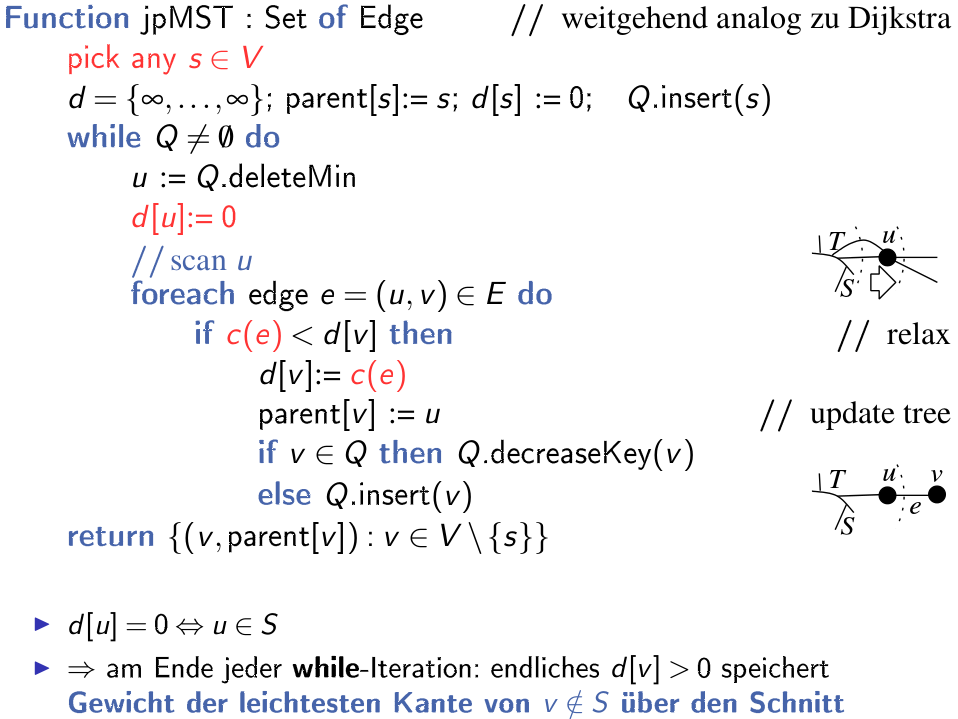 Function jpMST : Set of Edge // weitgehend analog zu Dijkstra
pick any s ∈ V
d = {∞,…,∞}; parent[s]:= s; d[s] := 0; Q.insert(s)
while Q ≠ ∅ do
u := Q.deleteMin
d[u]:= 0
// scan u
foreach edge e = (u,v) ∈ E do
T u
S
if c(e) < d[v] then // relax
d[v]:= c(e)
parent[v] := u // update tree
if v ∈ Q then Q.decreaseKey(v)
else Q.insert(v)
T u v
e
S
return {(v,parent[v]) : v ∈ V \ {s}}
▶ d[u] = 0 ⇔ u ∈ S
▶ ⇒ am Ende jeder while-Iteration: endliches d[v] > 0 speichert
Gewicht der leichtesten Kante von v ∉ S über den Schnitt